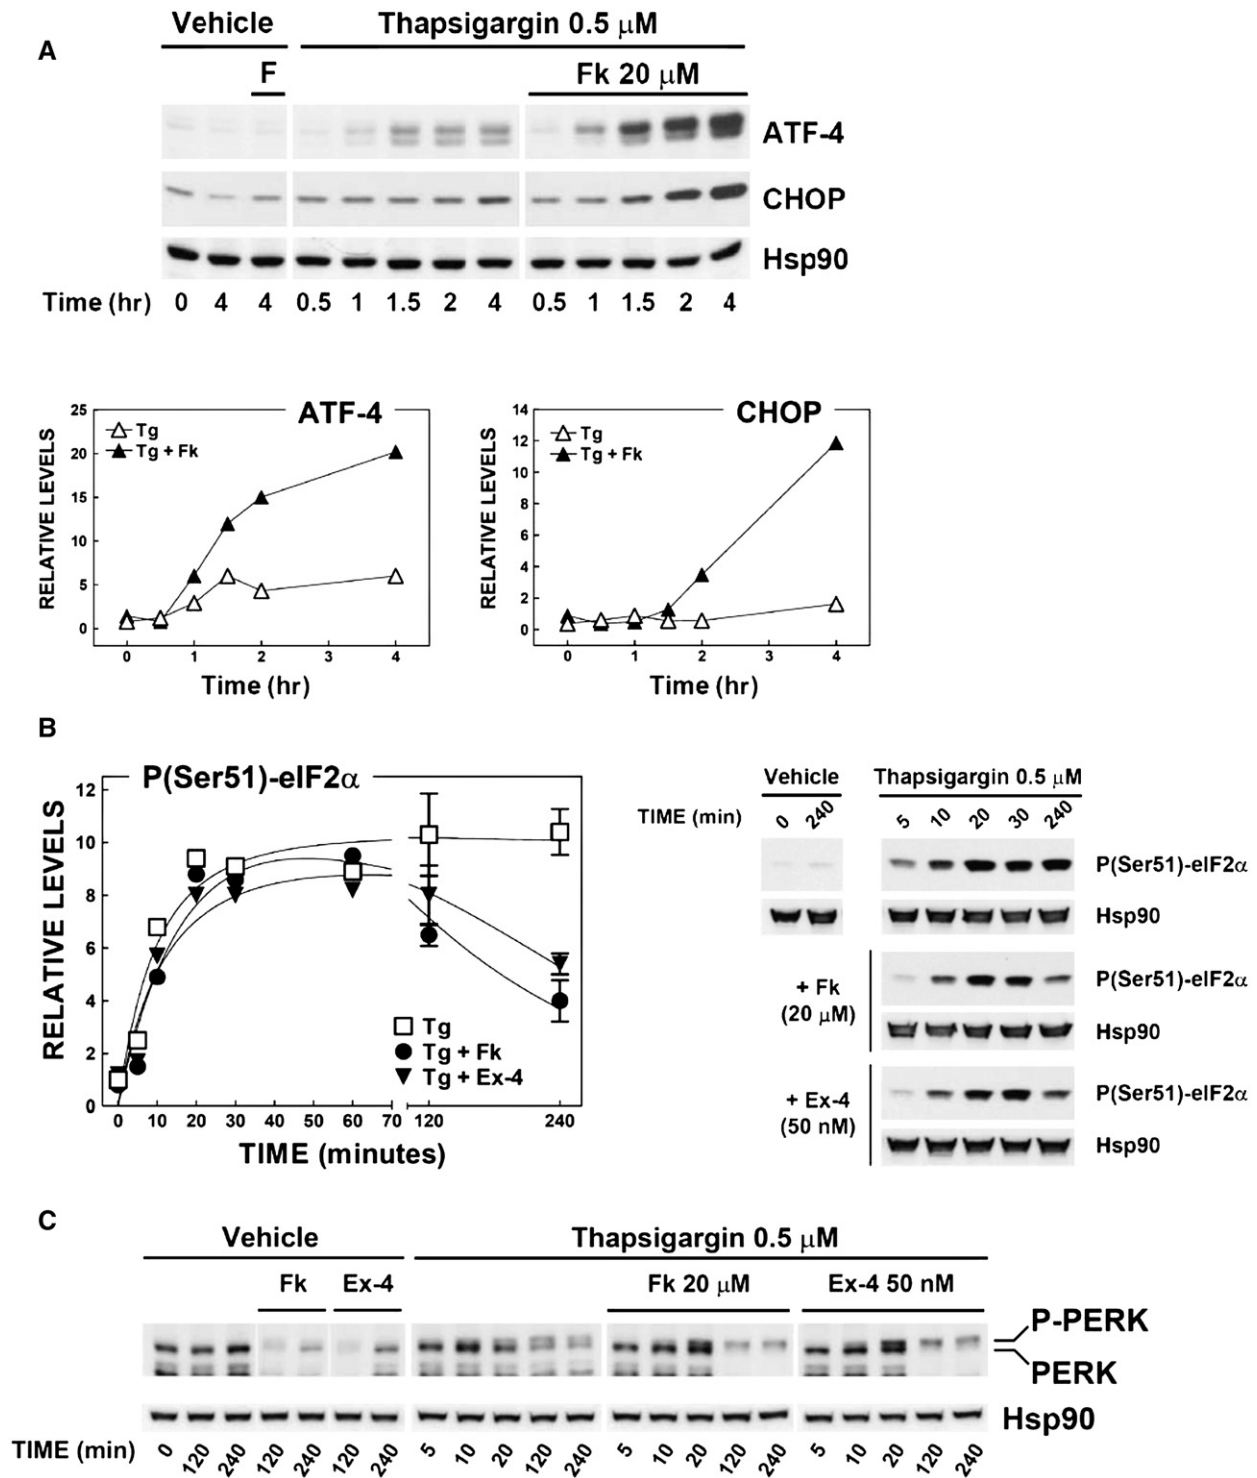 A
Vehicle Thapsigargin 0.5 μM
F Fk 20 μM
ATF-4
CHOP
Hsp90
Time (hr) 0 4 4 0.5 1 1.5 2 4 0.5 1 1.5 2 4
ATF-4
RELATIVE LEVELS
25
20
15
10
5
0
Tg
Tg + Fk
0 1 2 3 4
Time (hr)
CHOP
RELATIVE LEVELS
14
12
10
8
6
4
2
0
Tg
Tg + Fk
0 1 2 3 4
Time (hr)
B
P(Ser51)-eIF2α
RELATIVE LEVELS
12
10
8
6
4
2
0
Tg
Tg + Fk
Tg + Ex-4
0 10 20 30 40 50 60 70 120 240
TIME (minutes)
Vehicle Thapsigargin 0.5 μM
TIME (min) 0 240 5 10 20 30 240
P(Ser51)-eIF2α
Hsp90
+ Fk
(20 μM)
P(Ser51)-eIF2α
Hsp90
+ Ex-4
(50 nM)
P(Ser51)-eIF2α
Hsp90
C
Vehicle Thapsigargin 0.5 μM
Fk Ex-4 Fk 20 μM Ex-4 50 nM
P-PERK
PERK
Hsp90
TIME (min) 0 120 240 120 240 120 240 5 10 20 120 240 5 10 20 120 240 5 10 20 120 240